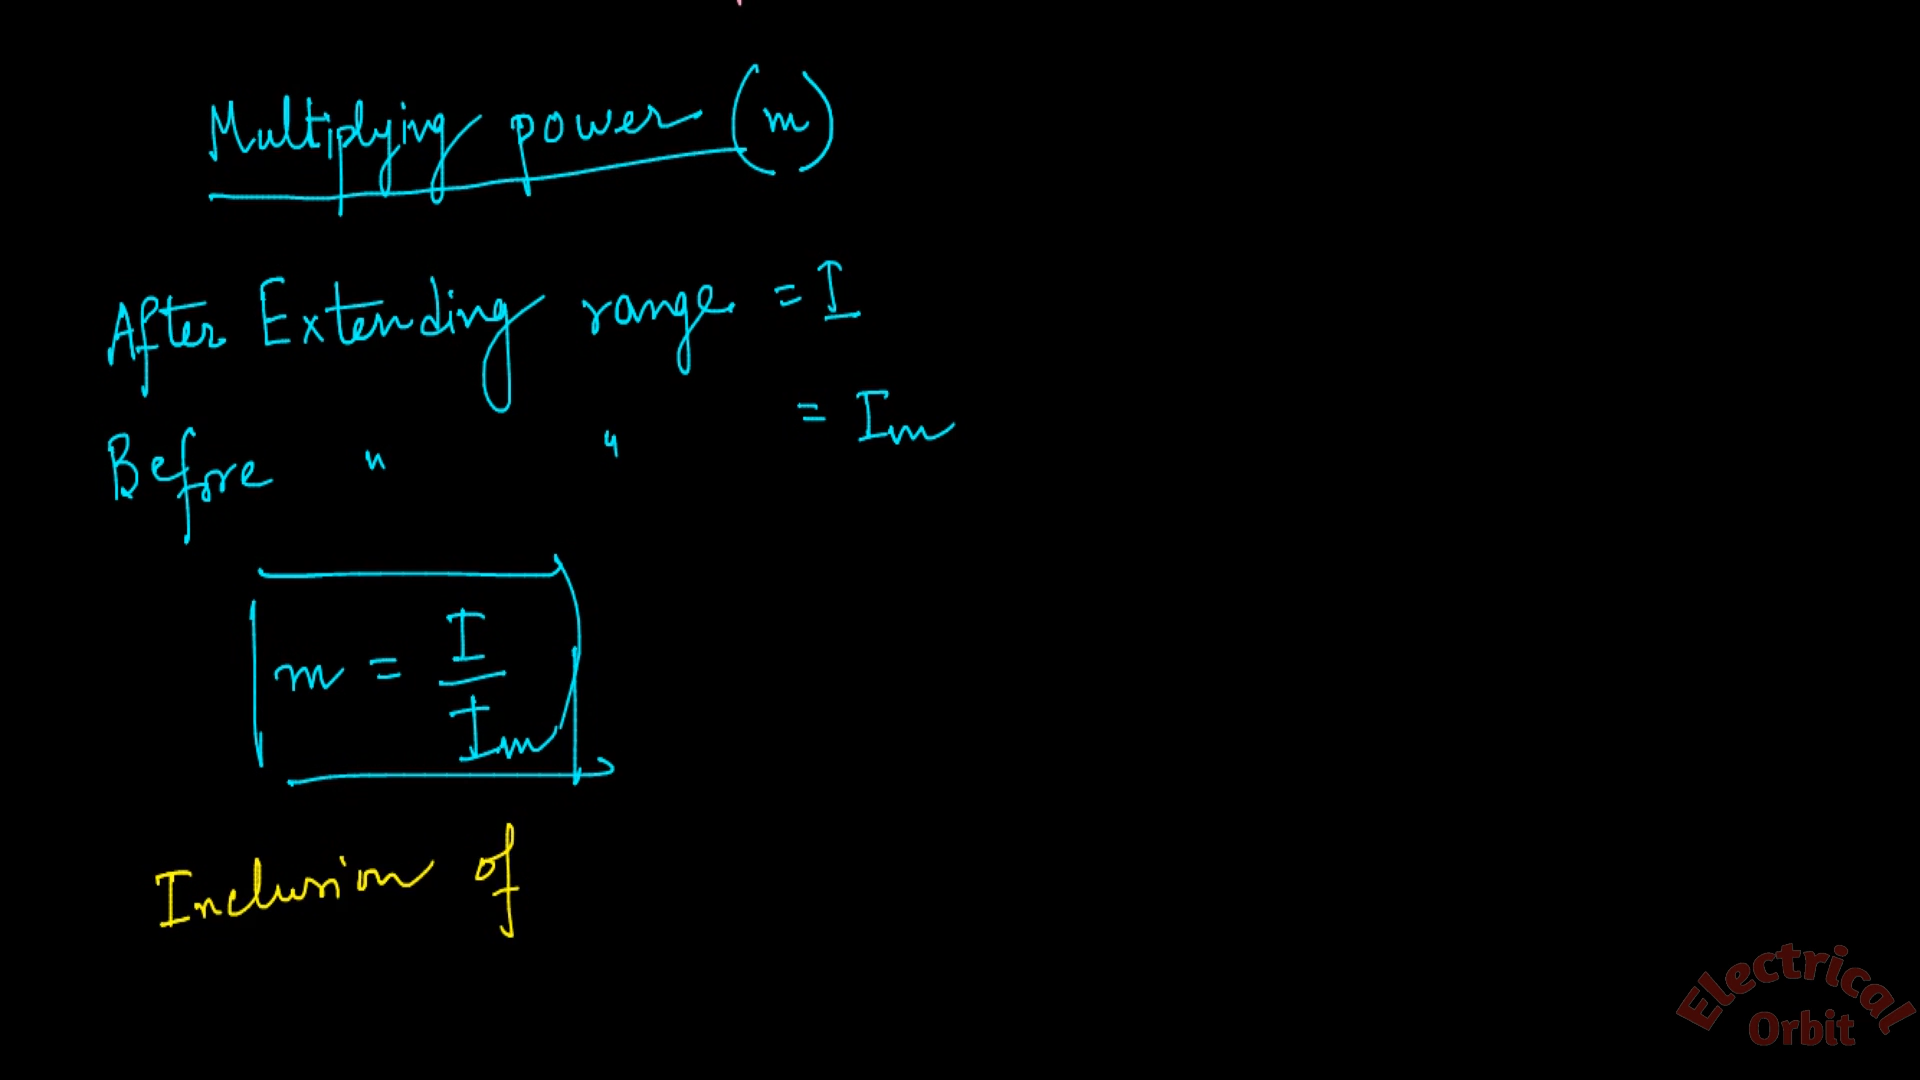 Multiplying power (m)
After Extending range = I
Before " " = Im
m = I / Im
Inclusion of
Electrical
Orbit